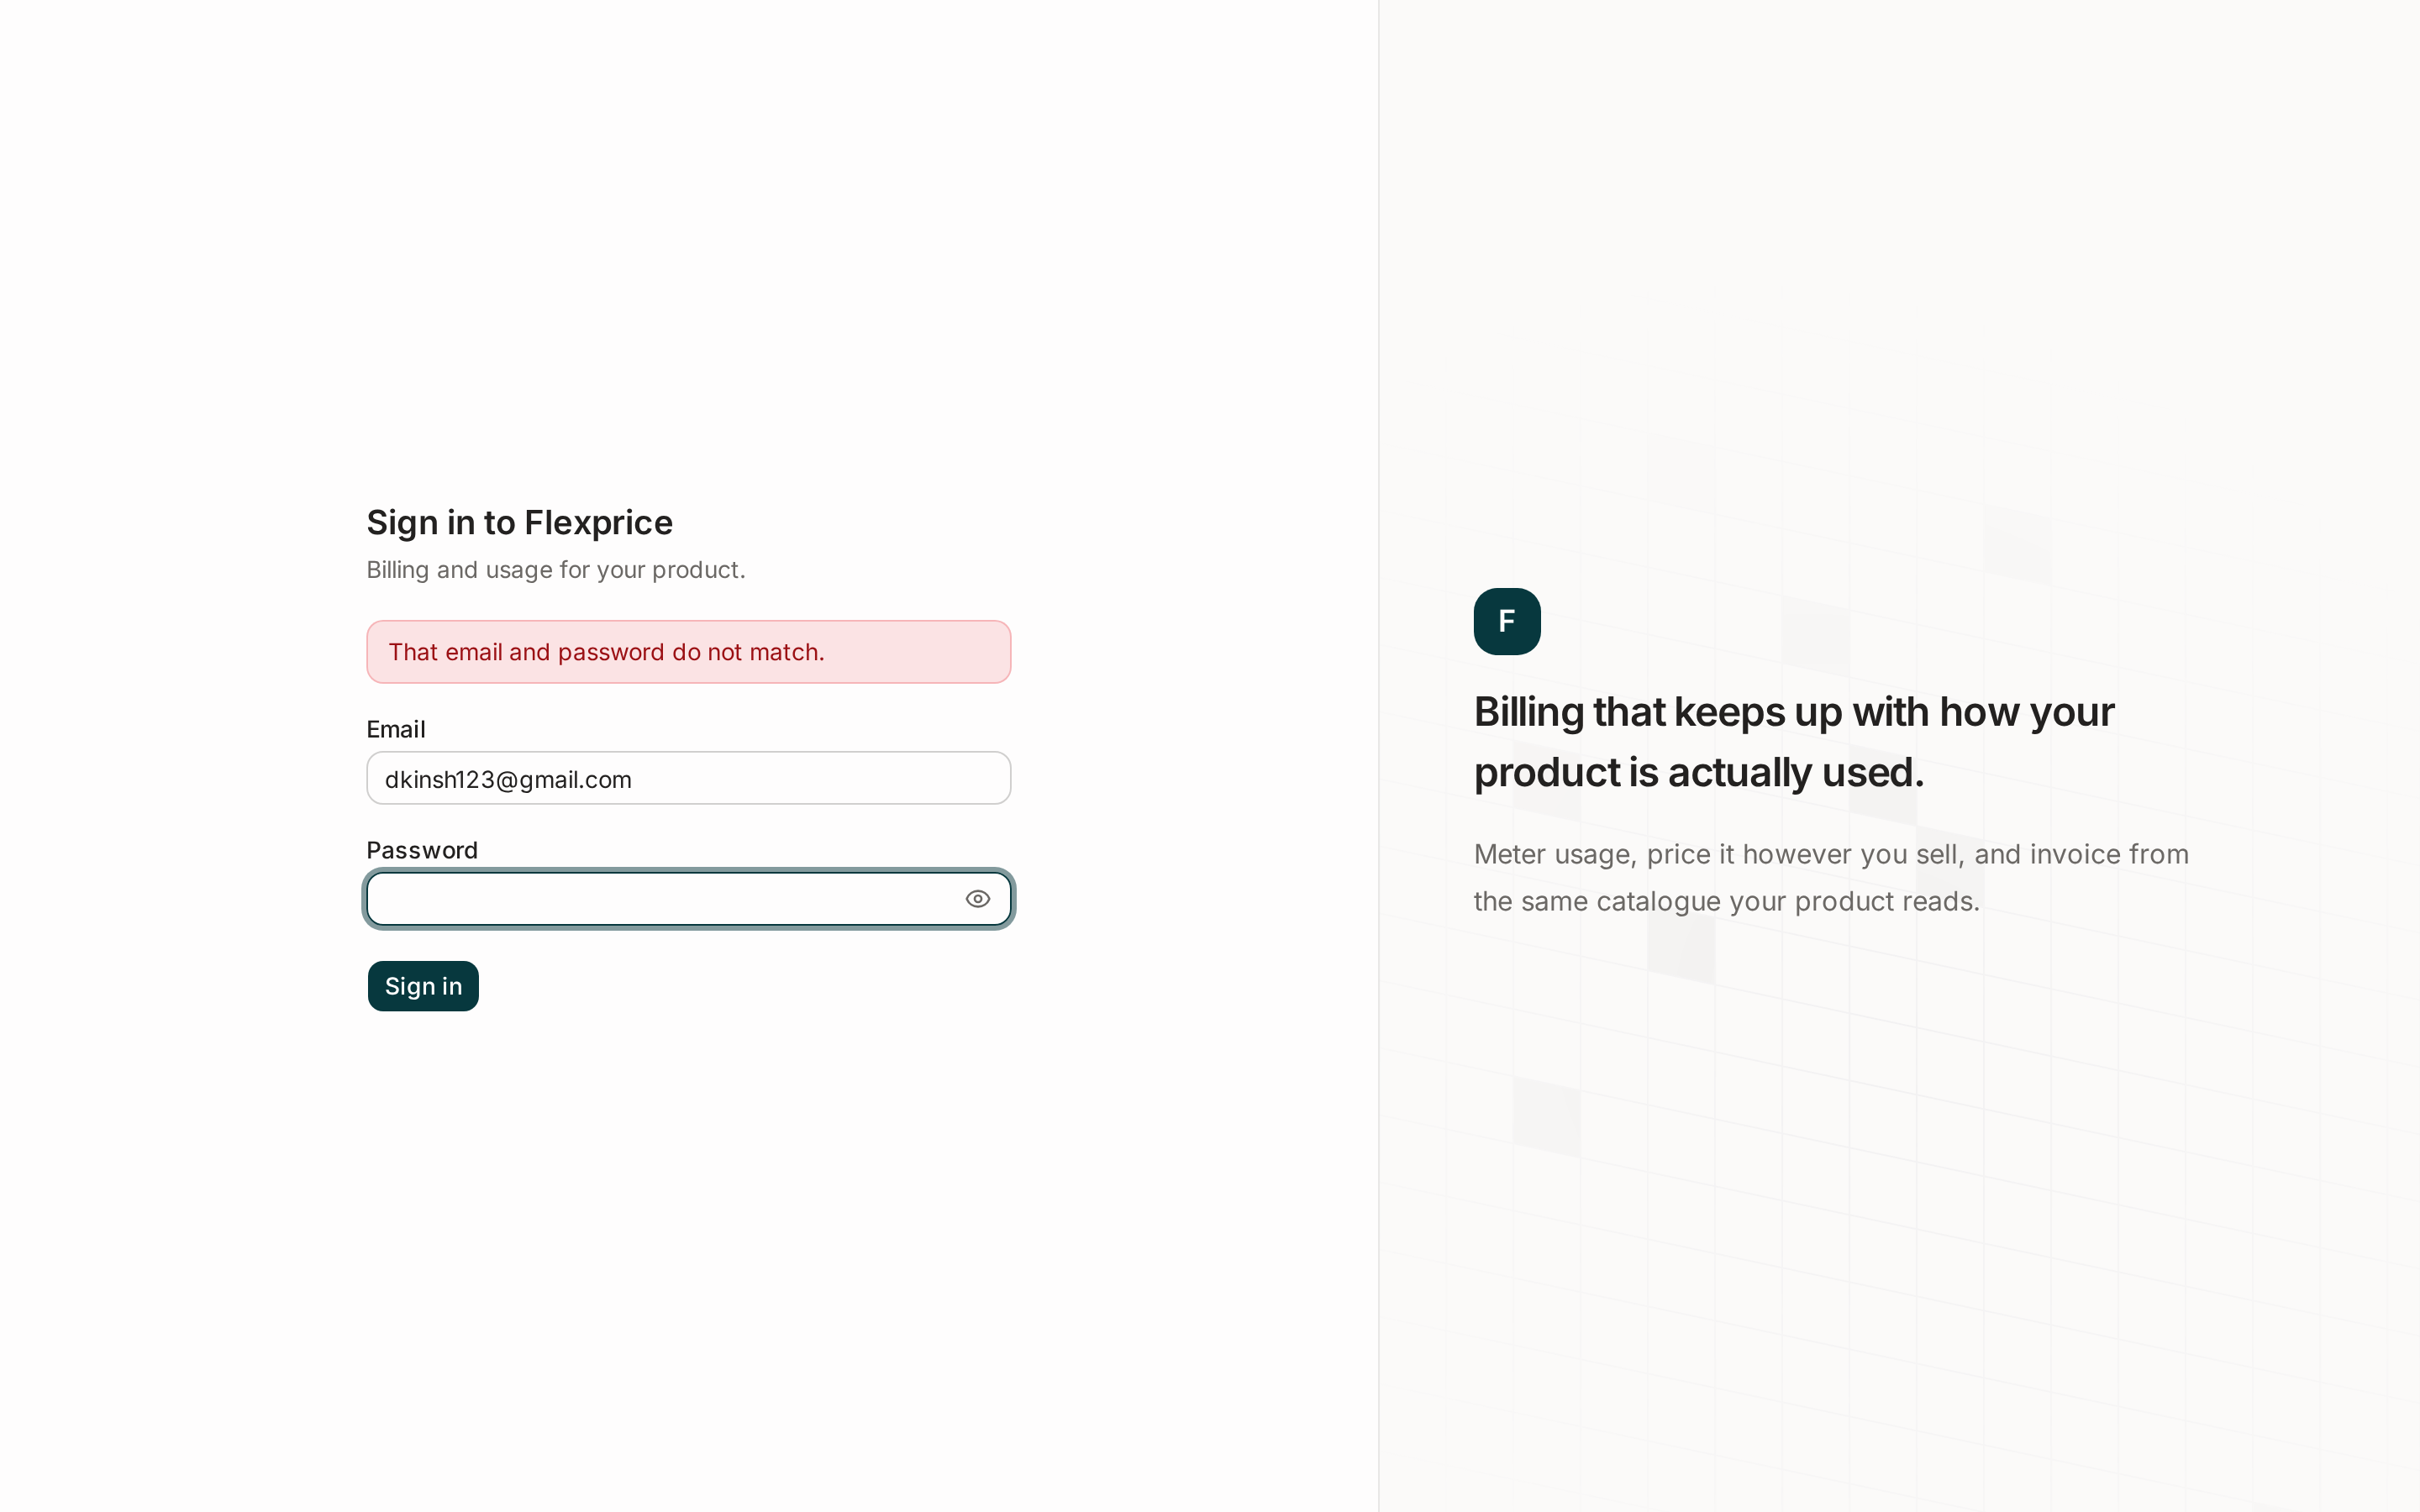 Sign in to Flexprice
Billing and usage for your product.
That email and password do not match.
Email
dkinsh123@gmail.com
Password
Sign in
F
Billing that keeps up with how your
product is actually used.
Meter usage, price it however you sell, and invoice from
the same catalogue your product reads.